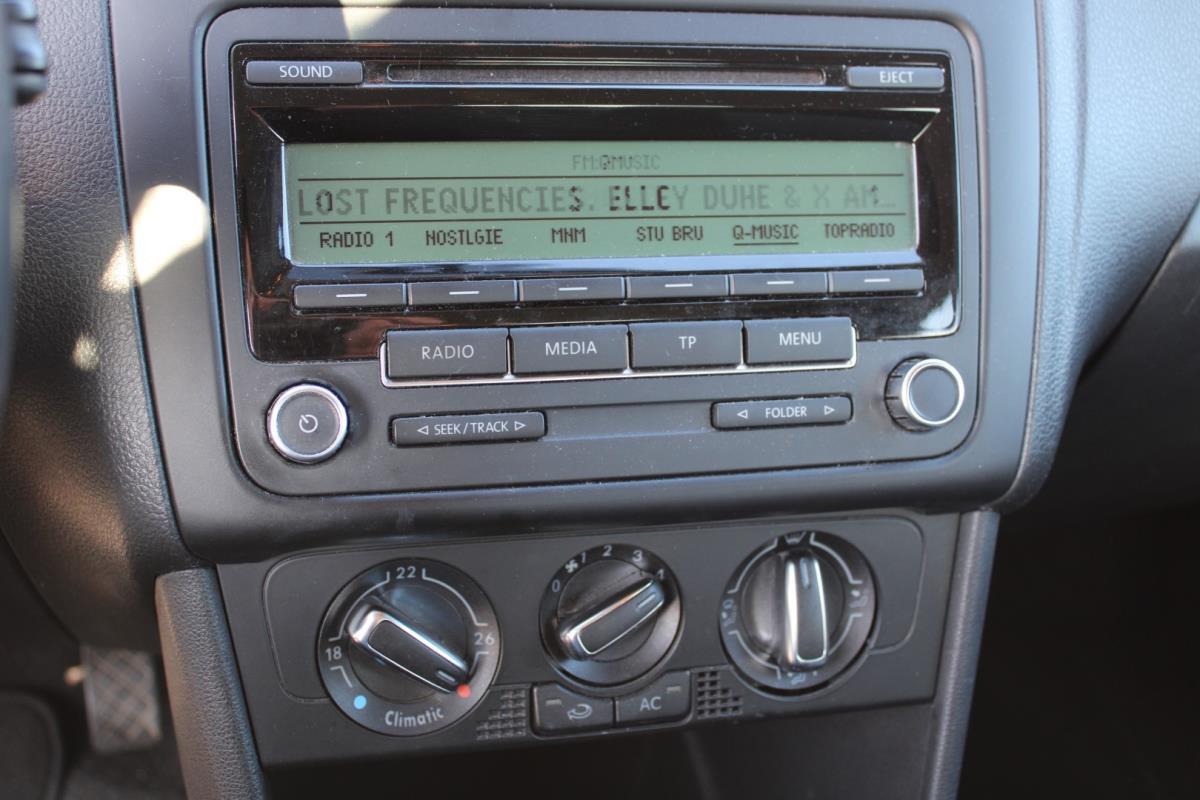 SOUND EJECT
FM:QMUSIC
LOST FREQUENCIES. ELLEY DUHE & X AM...
RADIO 1 NOSTLGIE MNM STU BRU Q-MUSIC TOPRADIO
RADIO MEDIA TP MENU
SEEK/TRACK FOLDER
22
18 26
Climatic
0 1 2 3 4
AC